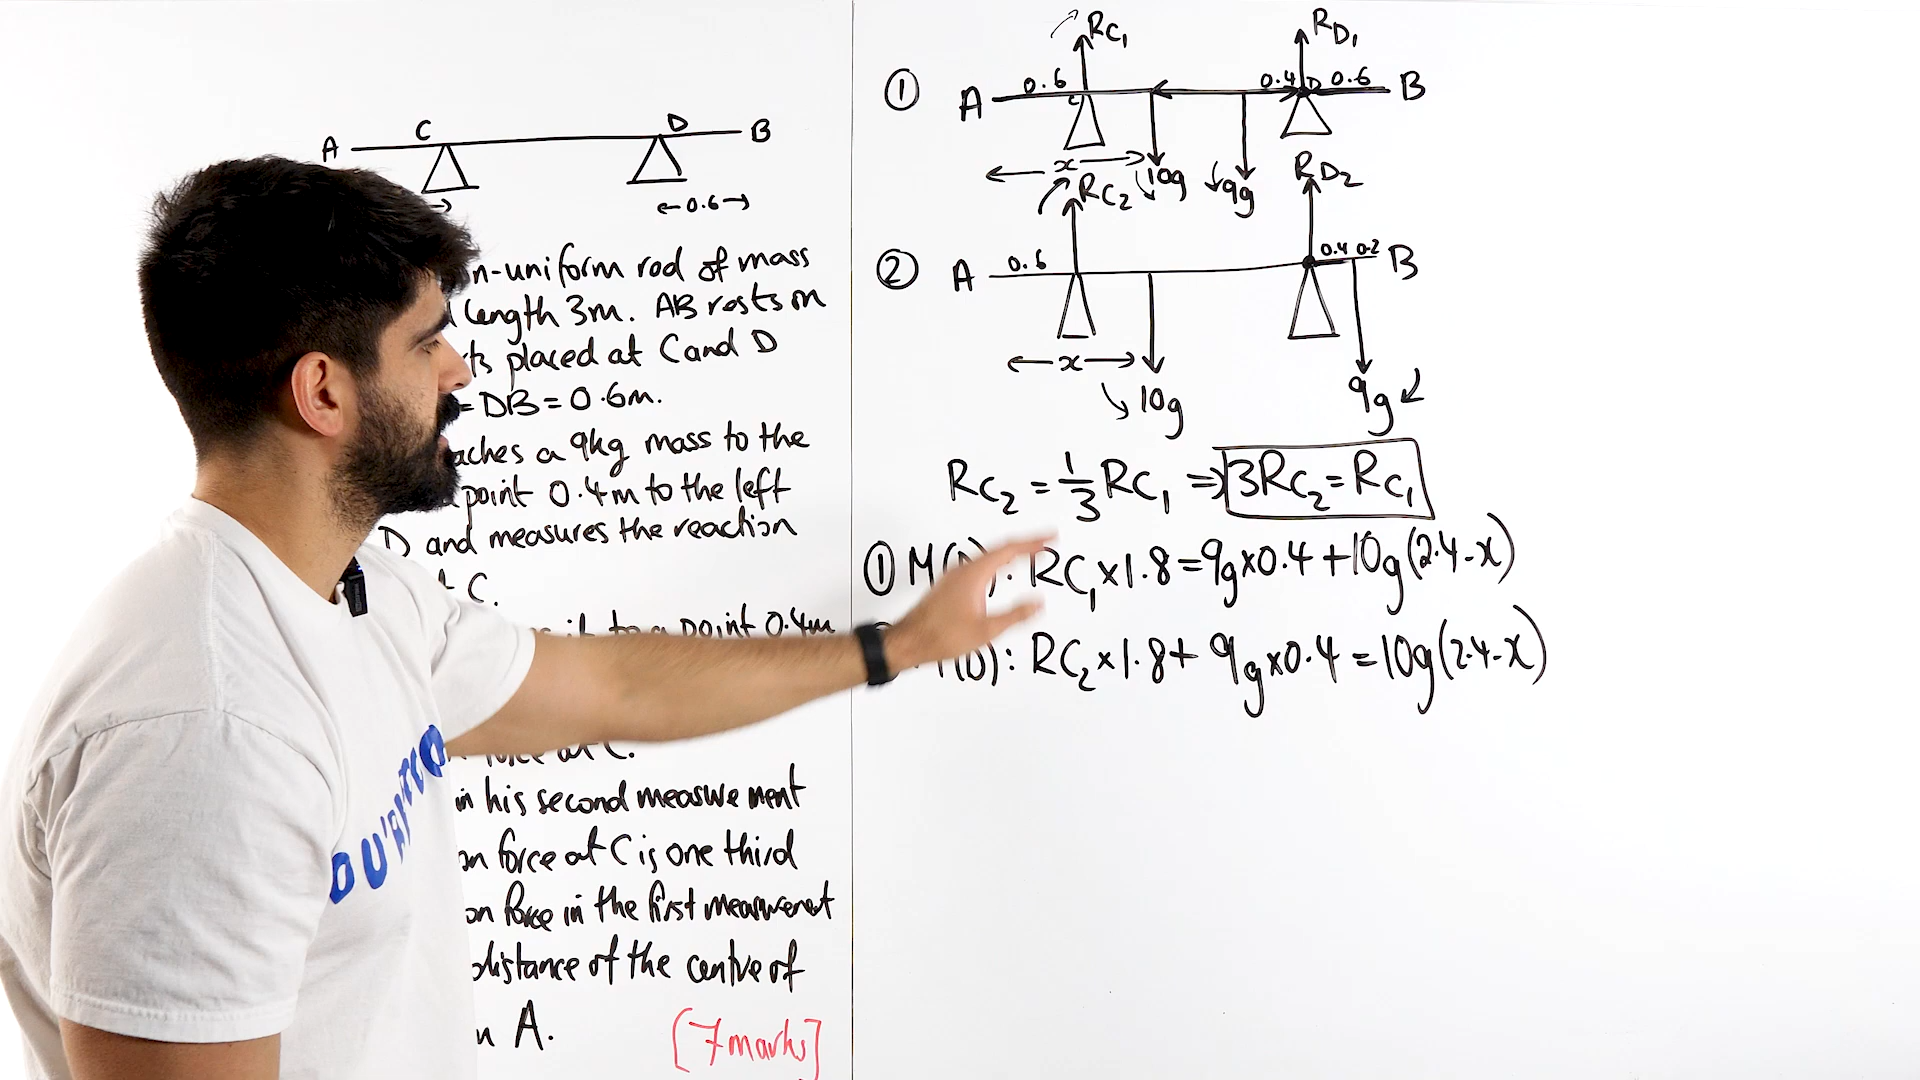 A C D B
←0.6→
n-uniform rod of mass
length 3m. AB rests on
ts placed at C and D
=DB=0.6m.
aches a 9kg mass to the
point 0.4m to the left
D and measures the reaction
C.
it to a point 0.4m
force at C.
in his second measurement
on force at C is one third
on force in the first measurement
distance of the centre of
A.
[7 marks]
① A 0.6 RC₁ C 0.4 D RD₁ 0.6 B
x 10g 9g
② A 0.6 RC₂ RD₂ 0.4 0.2 B
x 10g 9g
RC₂ = 1/3 RC₁ ⇒ 3RC₂ = RC₁
① M(D): RC₁×1.8=9g×0.4+10g(2.4-x)
M(D): RC₂×1.8+9g×0.4=10g(2.4-x)